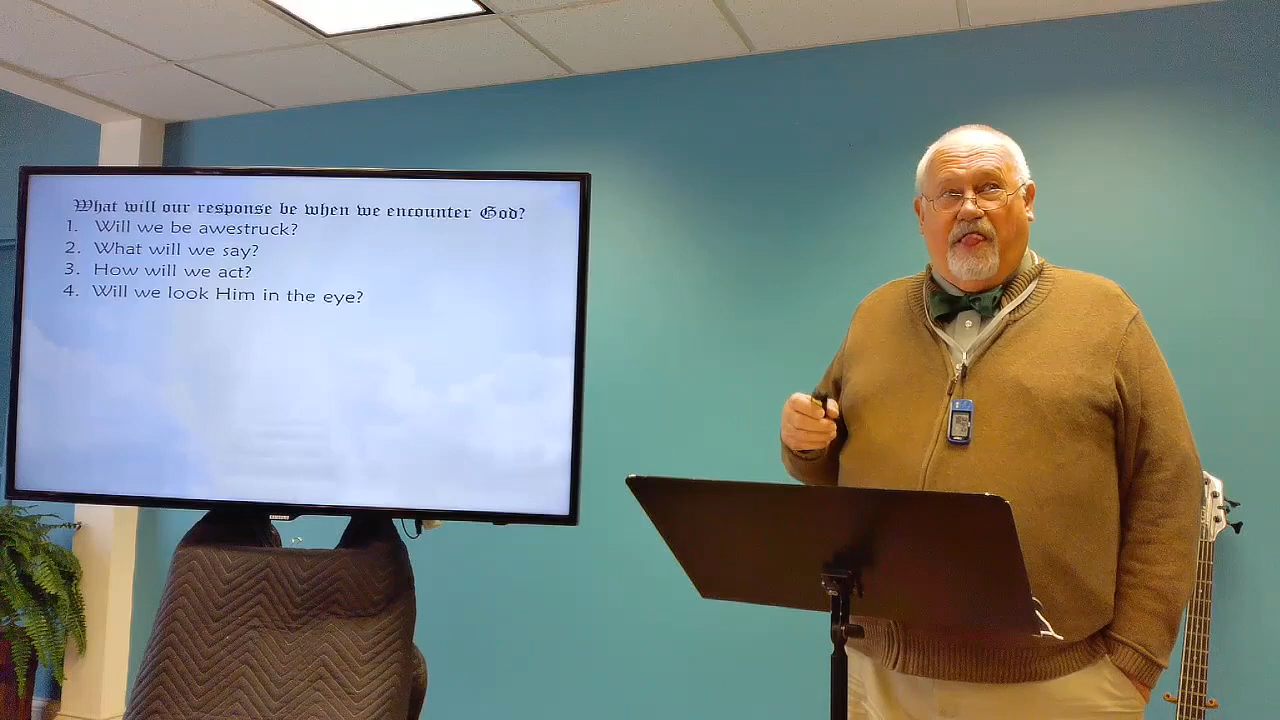 What will our response be when we encounter God?
1. Will we be awestruck?
2. What will we say?
3. How will we act?
4. Will we look Him in the eye?